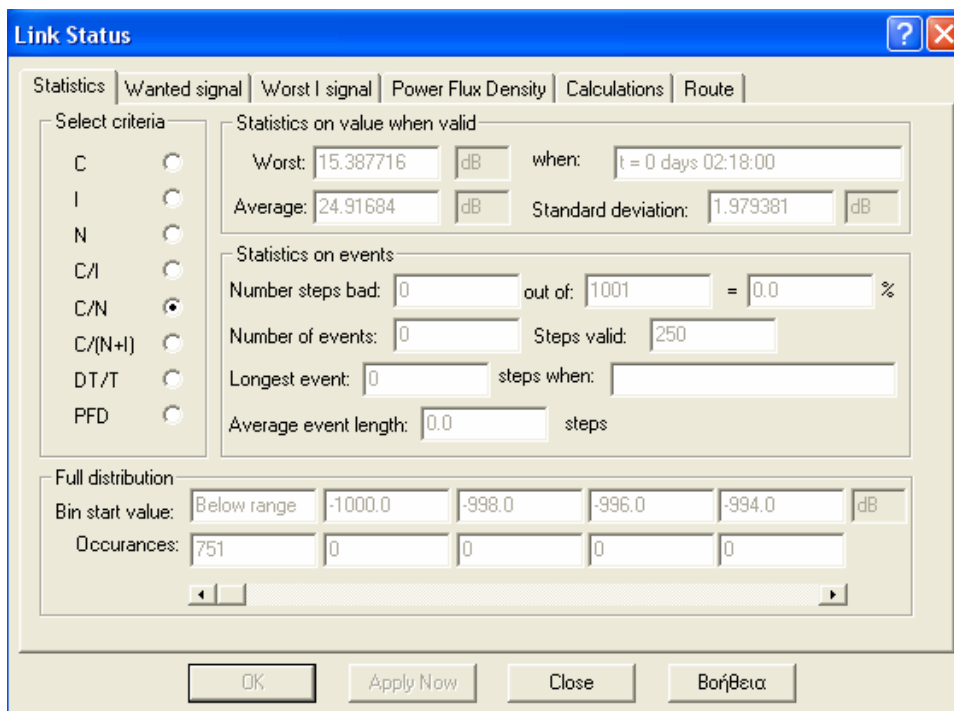 Link Status
Statistics Wanted signal Worst I signal Power Flux Density Calculations Route
Select criteria
C
I
N
C/I
C/N
C/(N+I)
DT/T
PFD
Statistics on value when valid
Worst: 15.387716 dB when: t = 0 days 02:18:00
Average: 24.91684 dB Standard deviation: 1.979381 dB
Statistics on events
Number steps bad: 0 out of: 1001 = 0.0 %
Number of events: 0 Steps valid: 250
Longest event: 0 steps when:
Average event length: 0.0 steps
Full distribution
Bin start value: Below range -1000.0 -998.0 -996.0 -994.0 dB
Occurances: 751 0 0 0 0
OK Apply Now Close Βοήθεια